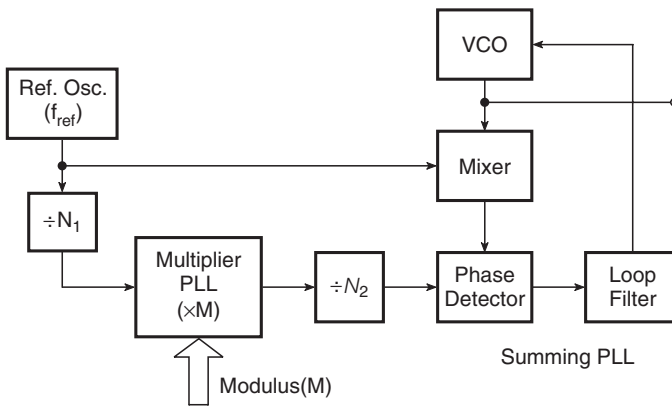 VCO
Ref. Osc.
(f_ref)
Mixer
÷N₁
Multiplier
PLL
(×M)
÷N₂
Phase
Detector
Loop
Filter
Summing PLL
Modulus(M)